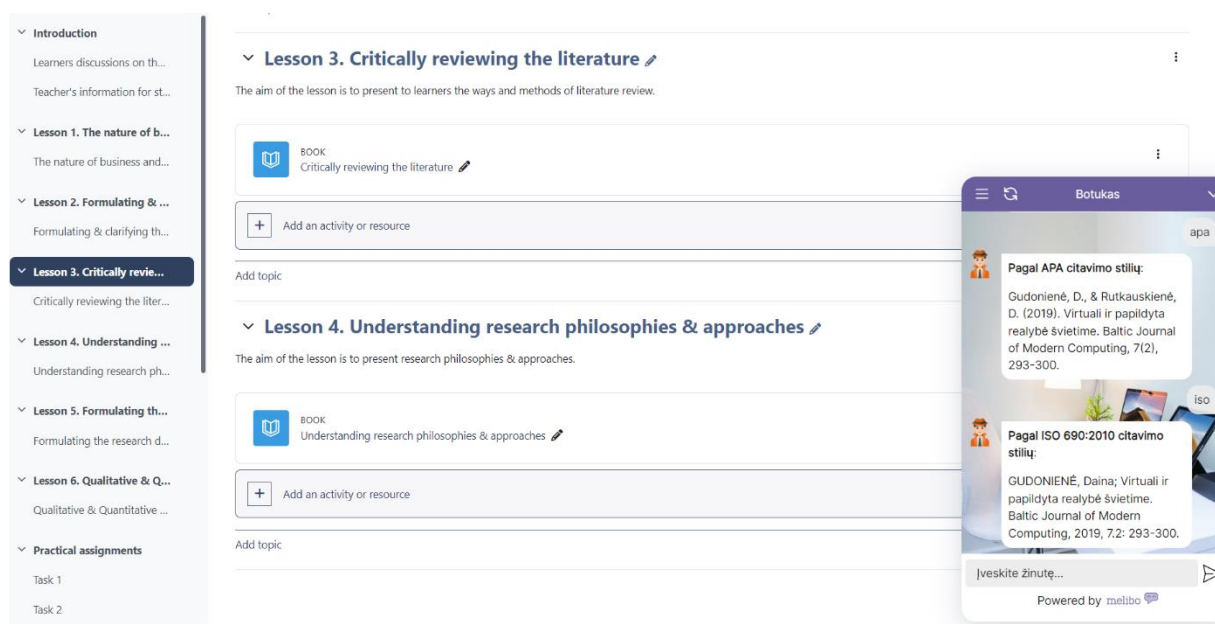 Introduction
Learners discussions on th...
Teacher's information for st...
Lesson 1. The nature of b...
The nature of business and...
Lesson 2. Formulating & ...
Formulating & clarifying th...
Lesson 3. Critically revie...
Critically reviewing the liter...
Lesson 4. Understanding ...
Understanding research ph...
Lesson 5. Formulating th...
Formulating the research d...
Lesson 6. Qualitative & Q...
Qualitative & Quantitative ...
Practical assignments
Task 1
Task 2
Lesson 3. Critically reviewing the literature
The aim of the lesson is to present to learners the ways and methods of literature review.
BOOK
Critically reviewing the literature
Add an activity or resource
Add topic
Lesson 4. Understanding research philosophies & approaches
The aim of the lesson is to present research philosophies & approaches.
BOOK
Understanding research philosophies & approaches
Add an activity or resource
Add topic
Botukas
apa
Pagal APA citavimo stilių:
Gudonienė, D., & Rutkauskienė,
D. (2019). Virtuali ir papildyta
realybė švietime. Baltic Journal
of Modern Computing, 7(2),
293-300.
iso
Pagal ISO 690:2010 citavimo
stilių:
GUDONIENĖ, Daina; Virtuali ir
papildyta realybė švietime.
Baltic Journal of Modern
Computing, 2019, 7.2: 293-300.
Įveskite žinutę...
Powered by melibo